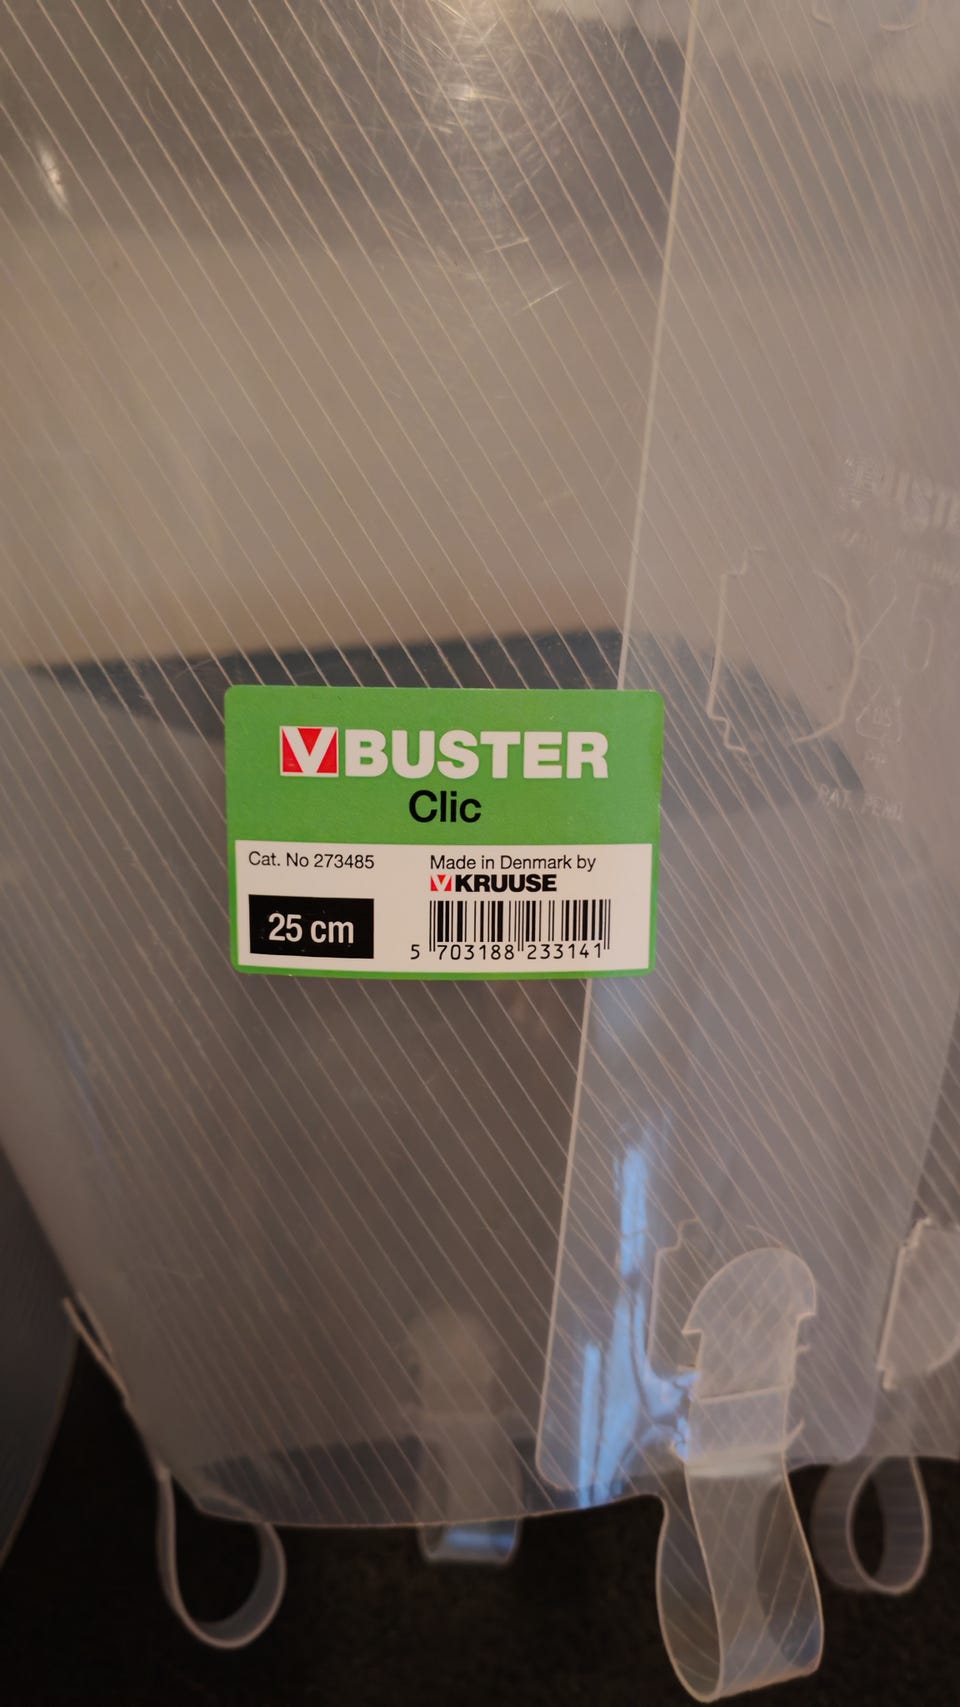 BUSTER
Clic
Cat. No 273485
Made in Denmark by
KRUUSE
25 cm
5 703188 233141